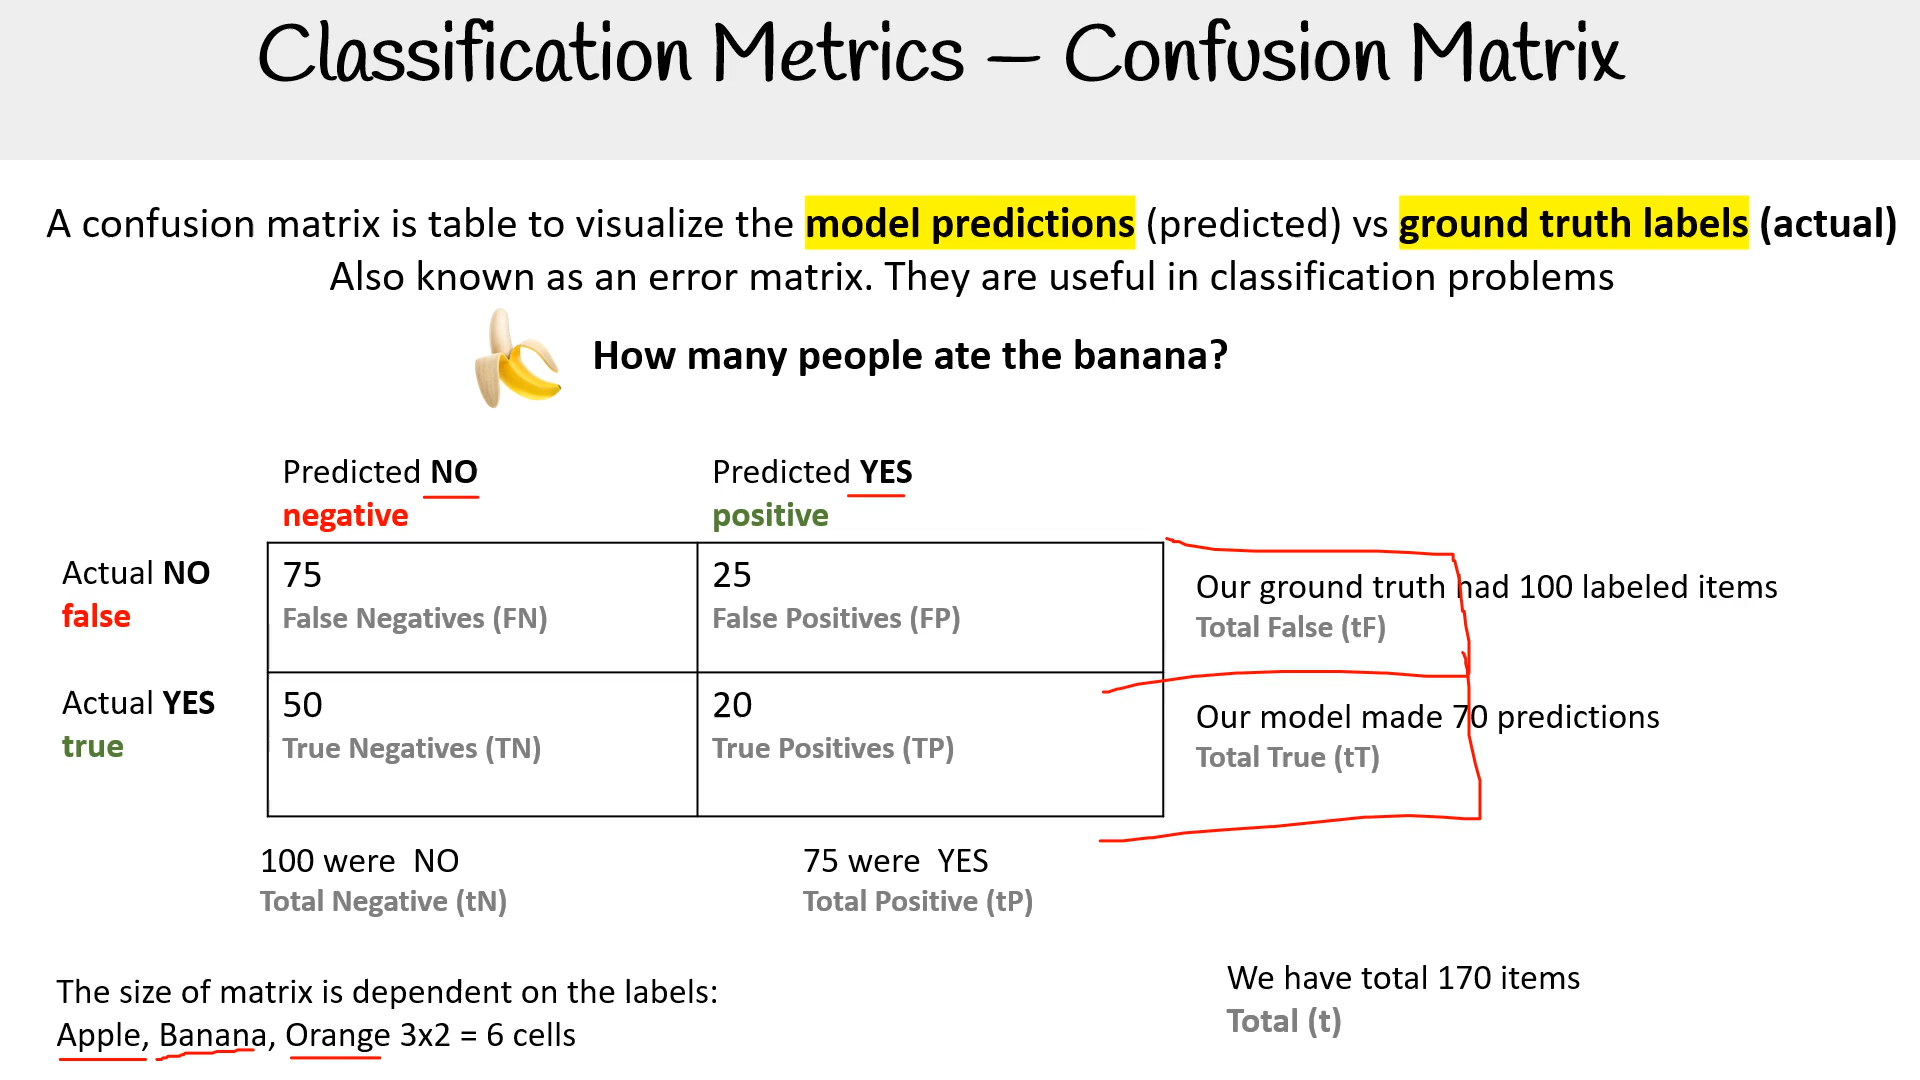 Classification Metrics – Confusion Matrix
A confusion matrix is table to visualize the model predictions (predicted) vs ground truth labels (actual)
Also known as an error matrix. They are useful in classification problems
How many people ate the banana?
Predicted NO
negative
Predicted YES
positive
Actual NO
false
75
False Negatives (FN)
25
False Positives (FP)
Our ground truth had 100 labeled items
Total False (tF)
Actual YES
true
50
True Negatives (TN)
20
True Positives (TP)
Our model made 70 predictions
Total True (tT)
100 were NO
Total Negative (tN)
75 were YES
Total Positive (tP)
The size of matrix is dependent on the labels:
Apple, Banana, Orange 3x2 = 6 cells
We have total 170 items
Total (t)